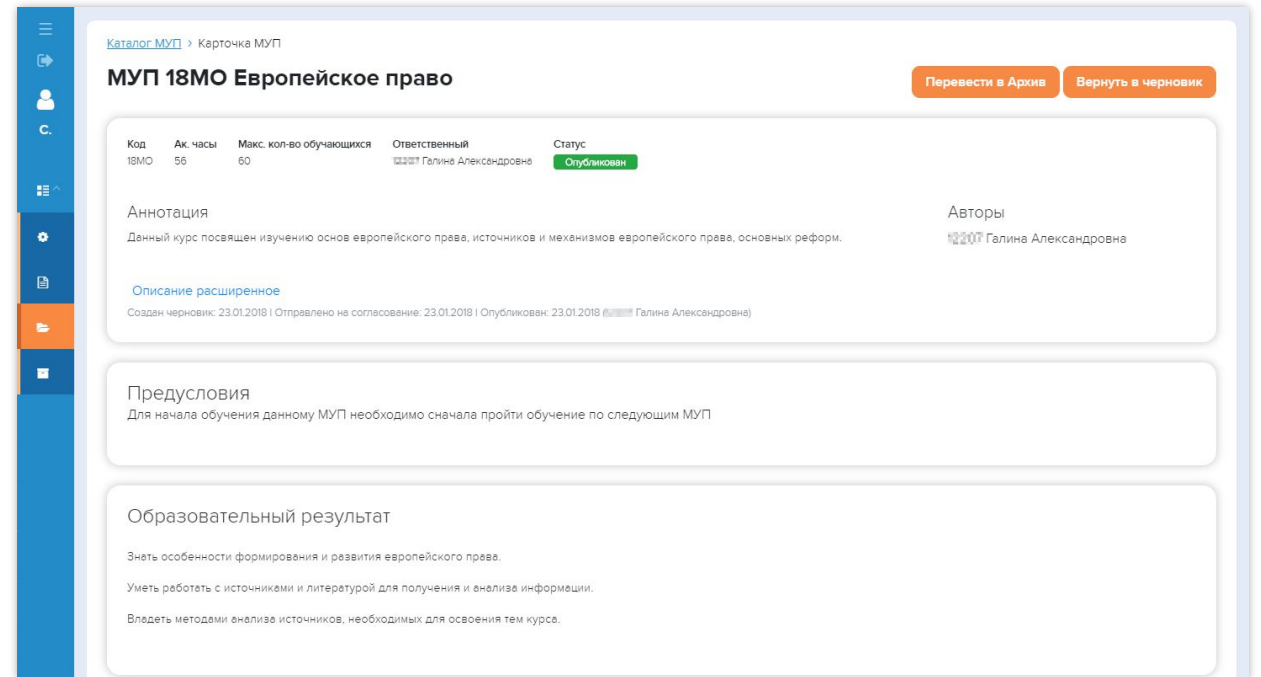 Каталог МУП › Карточка МУП
МУП 18МО Европейское право
Перевести в Архив
Вернуть в черновик
С.
Код Ак. часы Макс. кол-во обучающихся Ответственный Статус
18МО 56 60 Галина Александровна Опубликован
Аннотация
Авторы
Данный курс посвящен изучению основ европейского права, источников и механизмов европейского права, основных реформ.
Галина Александровна
Описание расширенное
Создан черновик: 23.01.2018 | Отправлено на согласование: 23.01.2018 | Опубликован: 23.01.2018 ( Галина Александровна)
Предусловия
Для начала обучения данному МУП необходимо сначала пройти обучение по следующим МУП
Образовательный результат
Знать особенности формирования и развития европейского права.
Уметь работать с источниками и литературой для получения и анализа информации.
Владеть методами анализа источников, необходимых для освоения тем курса.